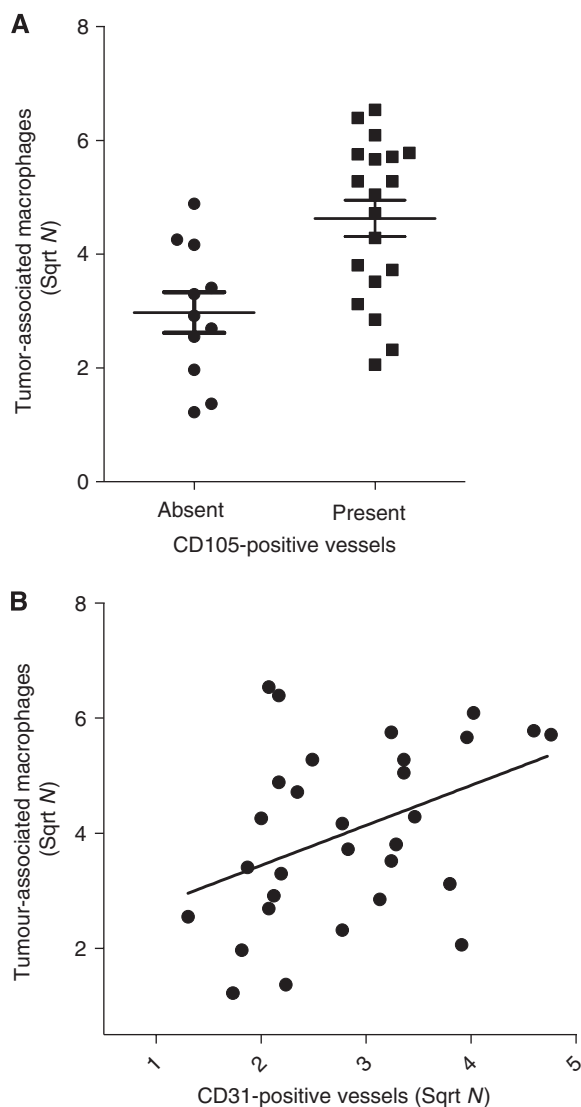 A
8
6
4
2
0
Tumor-associated macrophages
(Sqrt N)
Absent
Present
CD105-positive vessels
B
8
6
4
2
Tumour-associated macrophages
(Sqrt N)
1
2
3
4
5
CD31-positive vessels (Sqrt N)